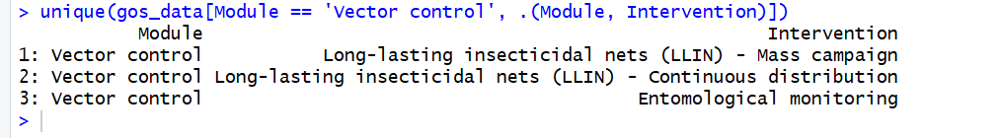 > unique(gos_data[Module == 'Vector control', .(Module, Intervention)])
Module Intervention
1: Vector control Long-lasting insecticidal nets (LLIN) - Mass campaign
2: Vector control Long-lasting insecticidal nets (LLIN) - Continuous distribution
3: Vector control Entomological monitoring
>